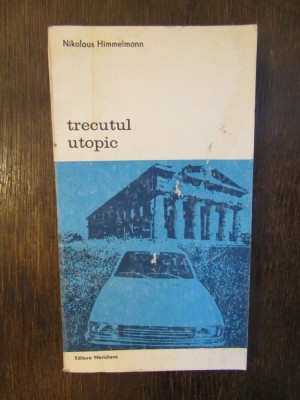 Nikolaus Himmelmann
trecutul
utopic
Editura Meridiane